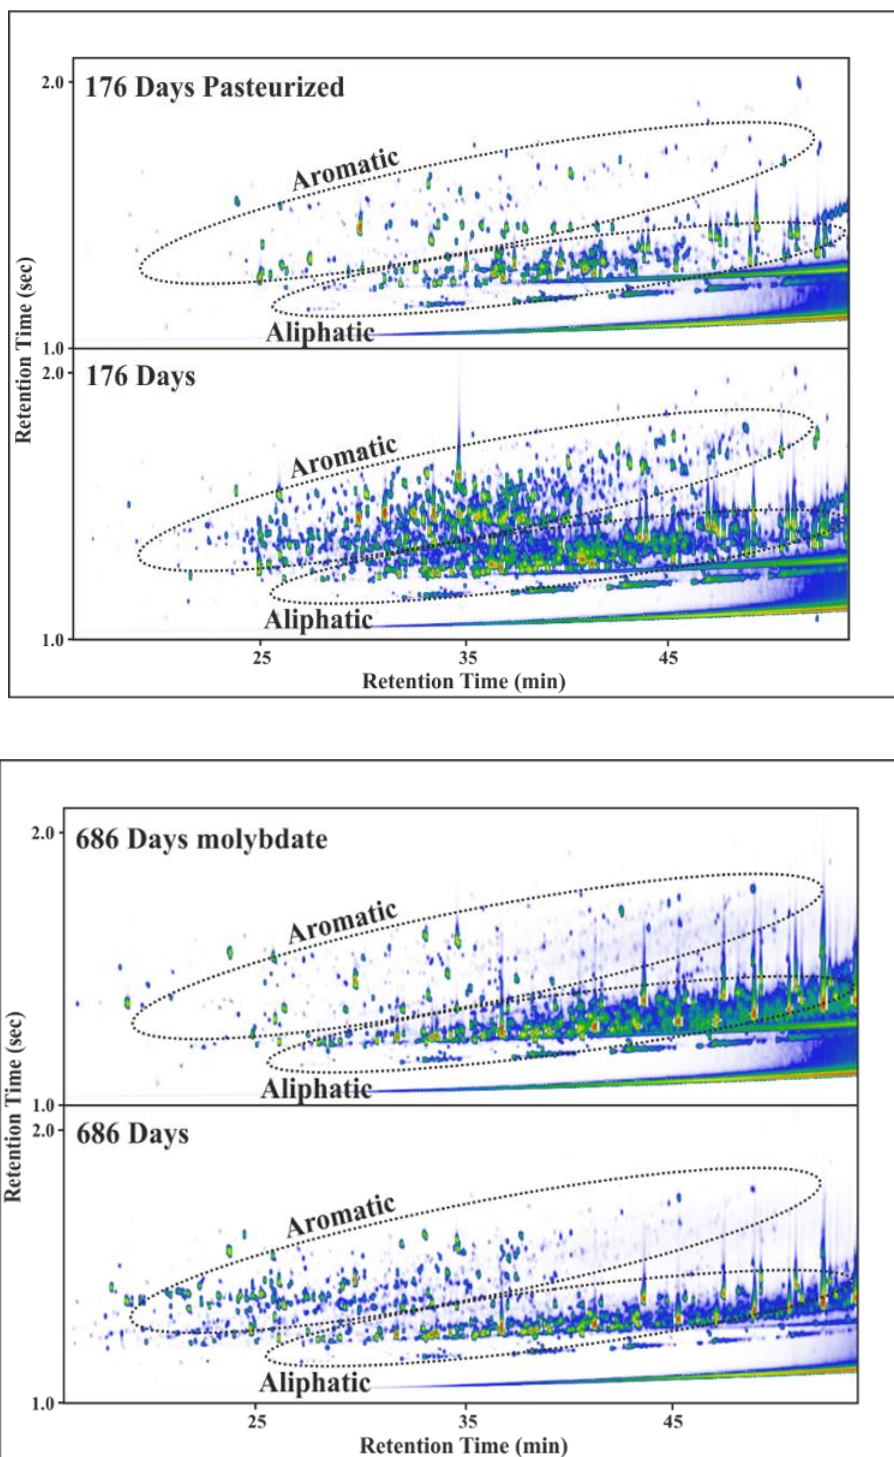 2.0
176 Days Pasteurized
Aromatic
Aliphatic
1.0
2.0
176 Days
Aromatic
Aliphatic
1.0
25
35
45
Retention Time (min)
Retention Time (sec)
2.0
686 Days molybdate
Aromatic
Aliphatic
1.0
2.0
686 Days
Aromatic
Aliphatic
1.0
25
35
45
Retention Time (min)
Retention Time (sec)